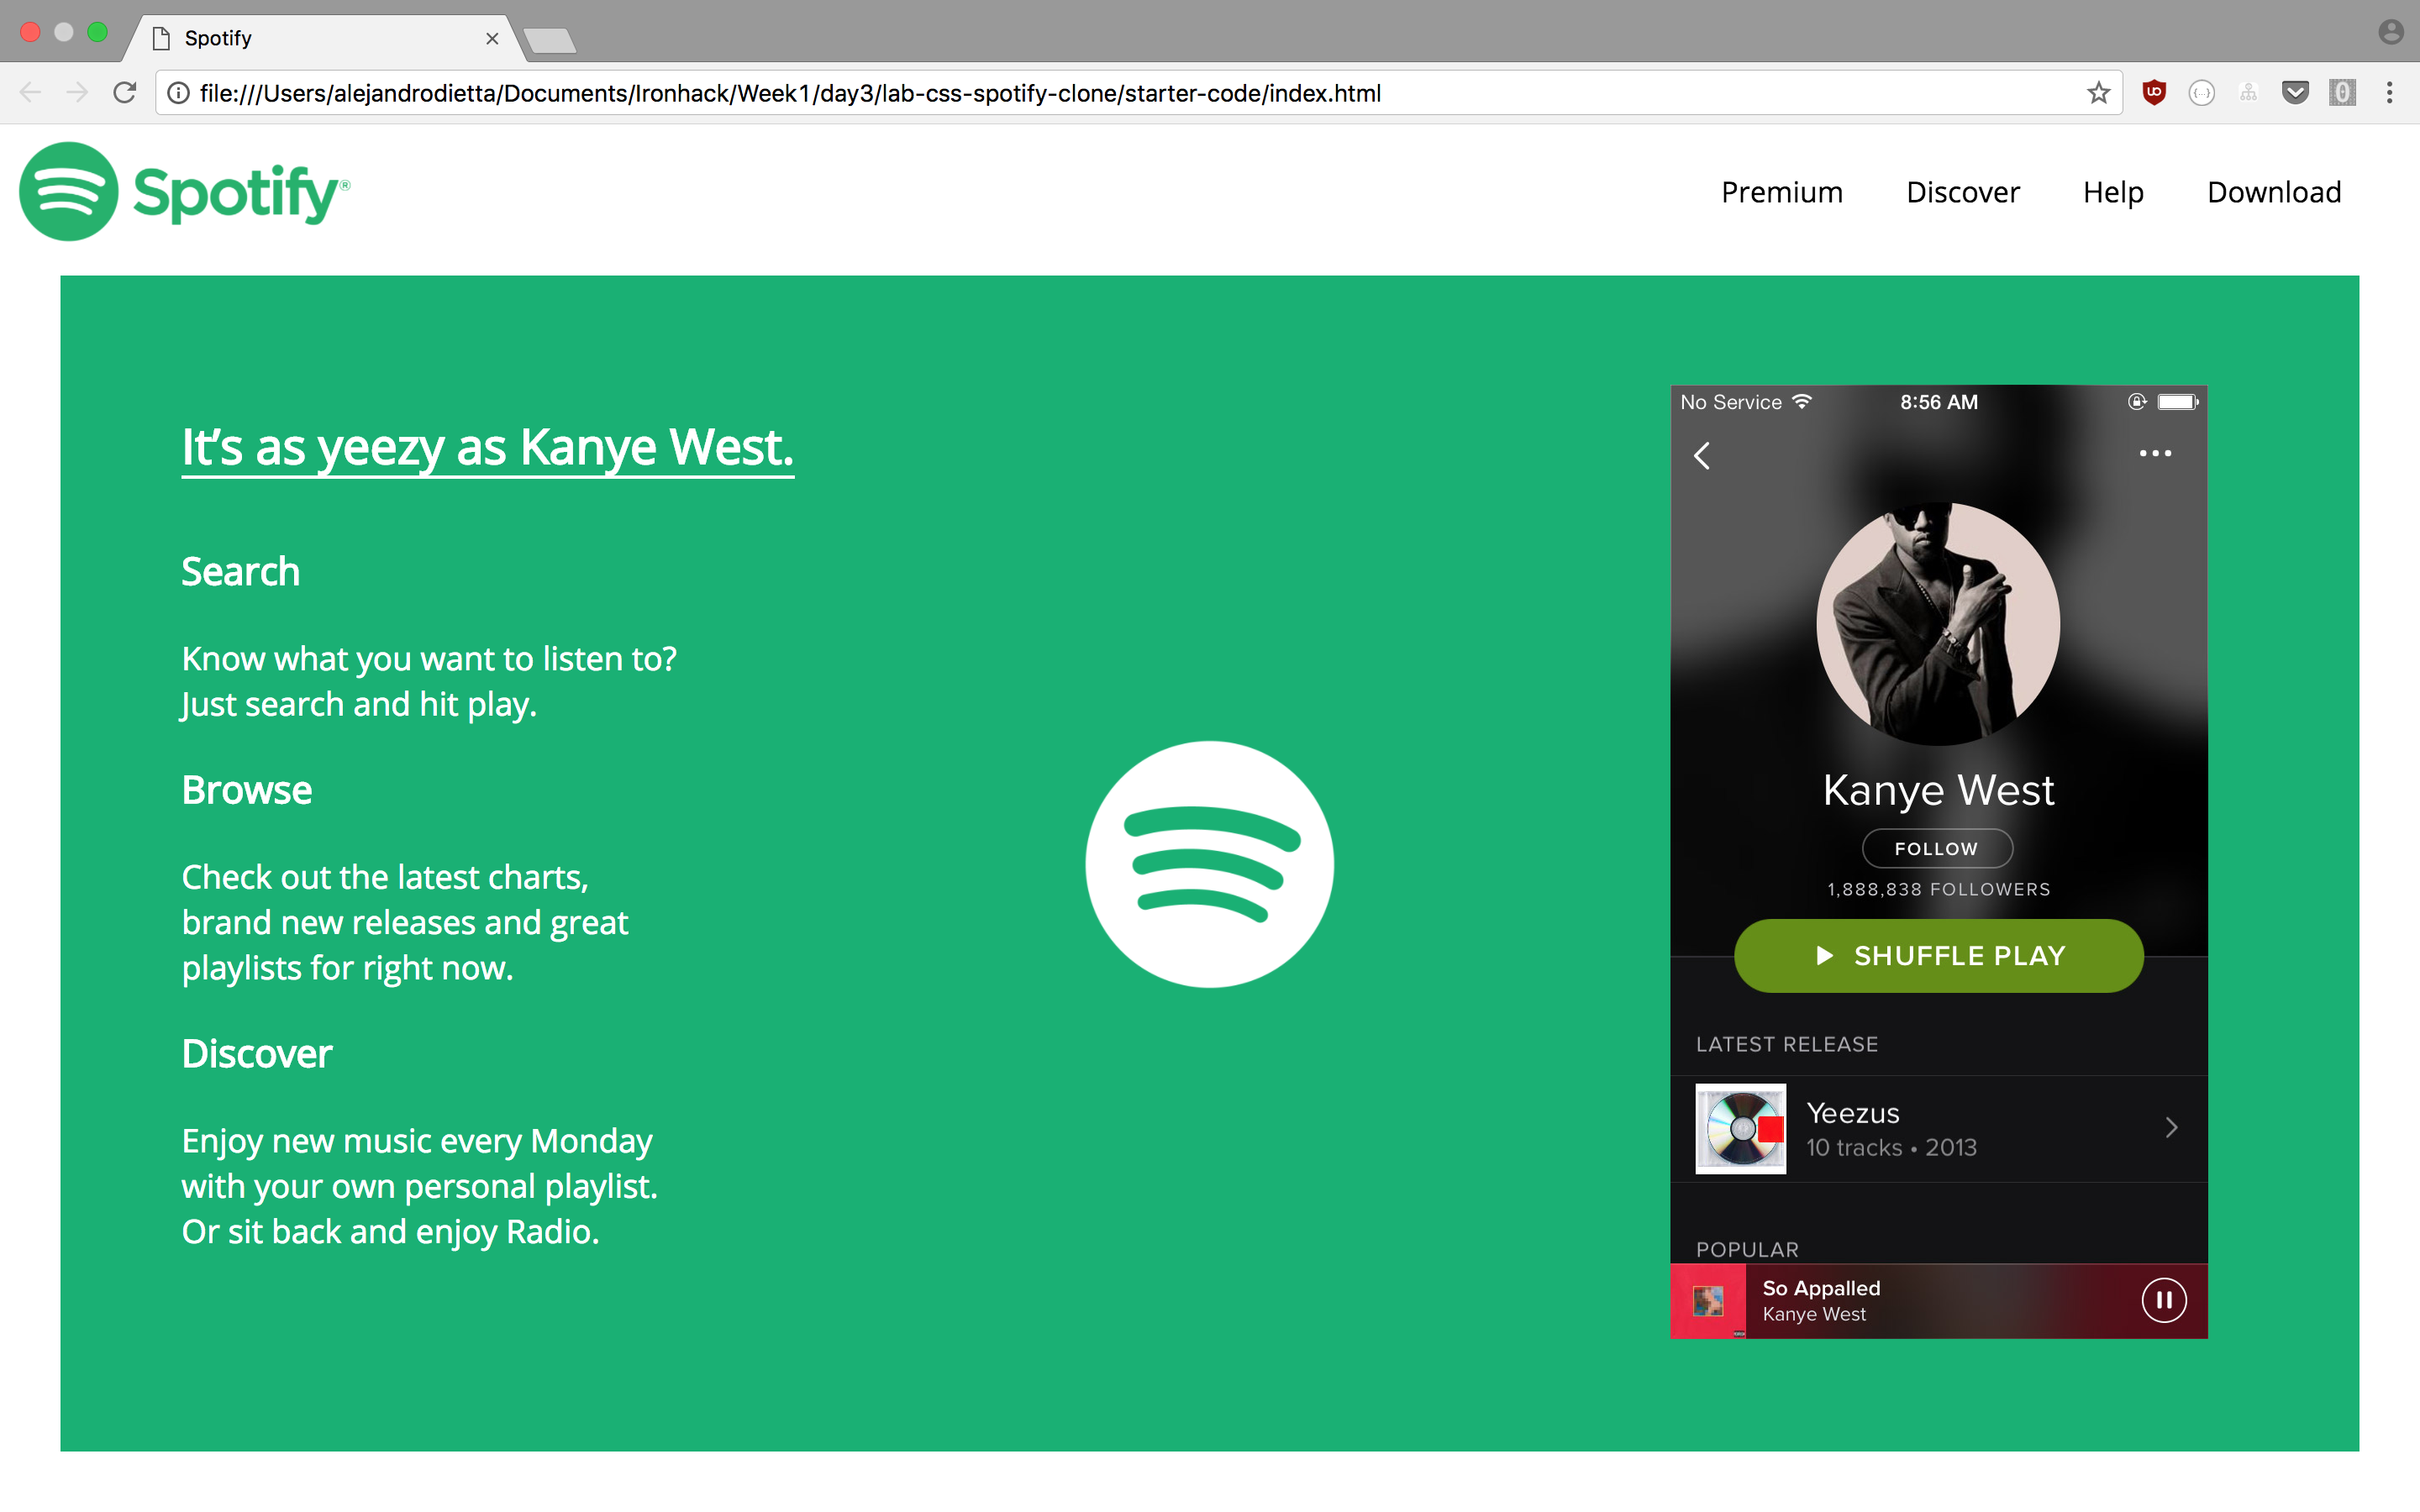 Spotify
file:///Users/alejandrodietta/Documents/Ironhack/Week1/day3/lab-css-spotify-clone/starter-code/index.html
Spotify®
Premium Discover Help Download
It’s as yeezy as Kanye West.
Search
Know what you want to listen to?
Just search and hit play.
Browse
Check out the latest charts,
brand new releases and great
playlists for right now.
Discover
Enjoy new music every Monday
with your own personal playlist.
Or sit back and enjoy Radio.
No Service 8:56 AM
Kanye West
FOLLOW
1,888,838 FOLLOWERS
SHUFFLE PLAY
LATEST RELEASE
Yeezus
10 tracks • 2013
POPULAR
So Appalled
Kanye West